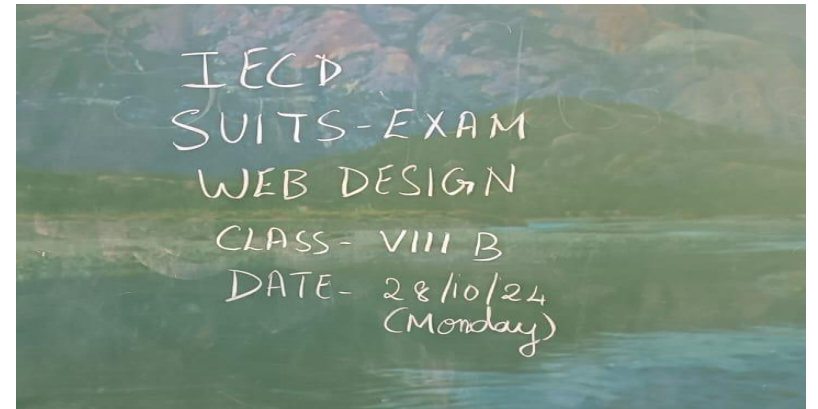 IECD
SUITS-EXAM
WEB DESIGN
CLASS- VIII B
DATE- 28/10/24
(Monday)